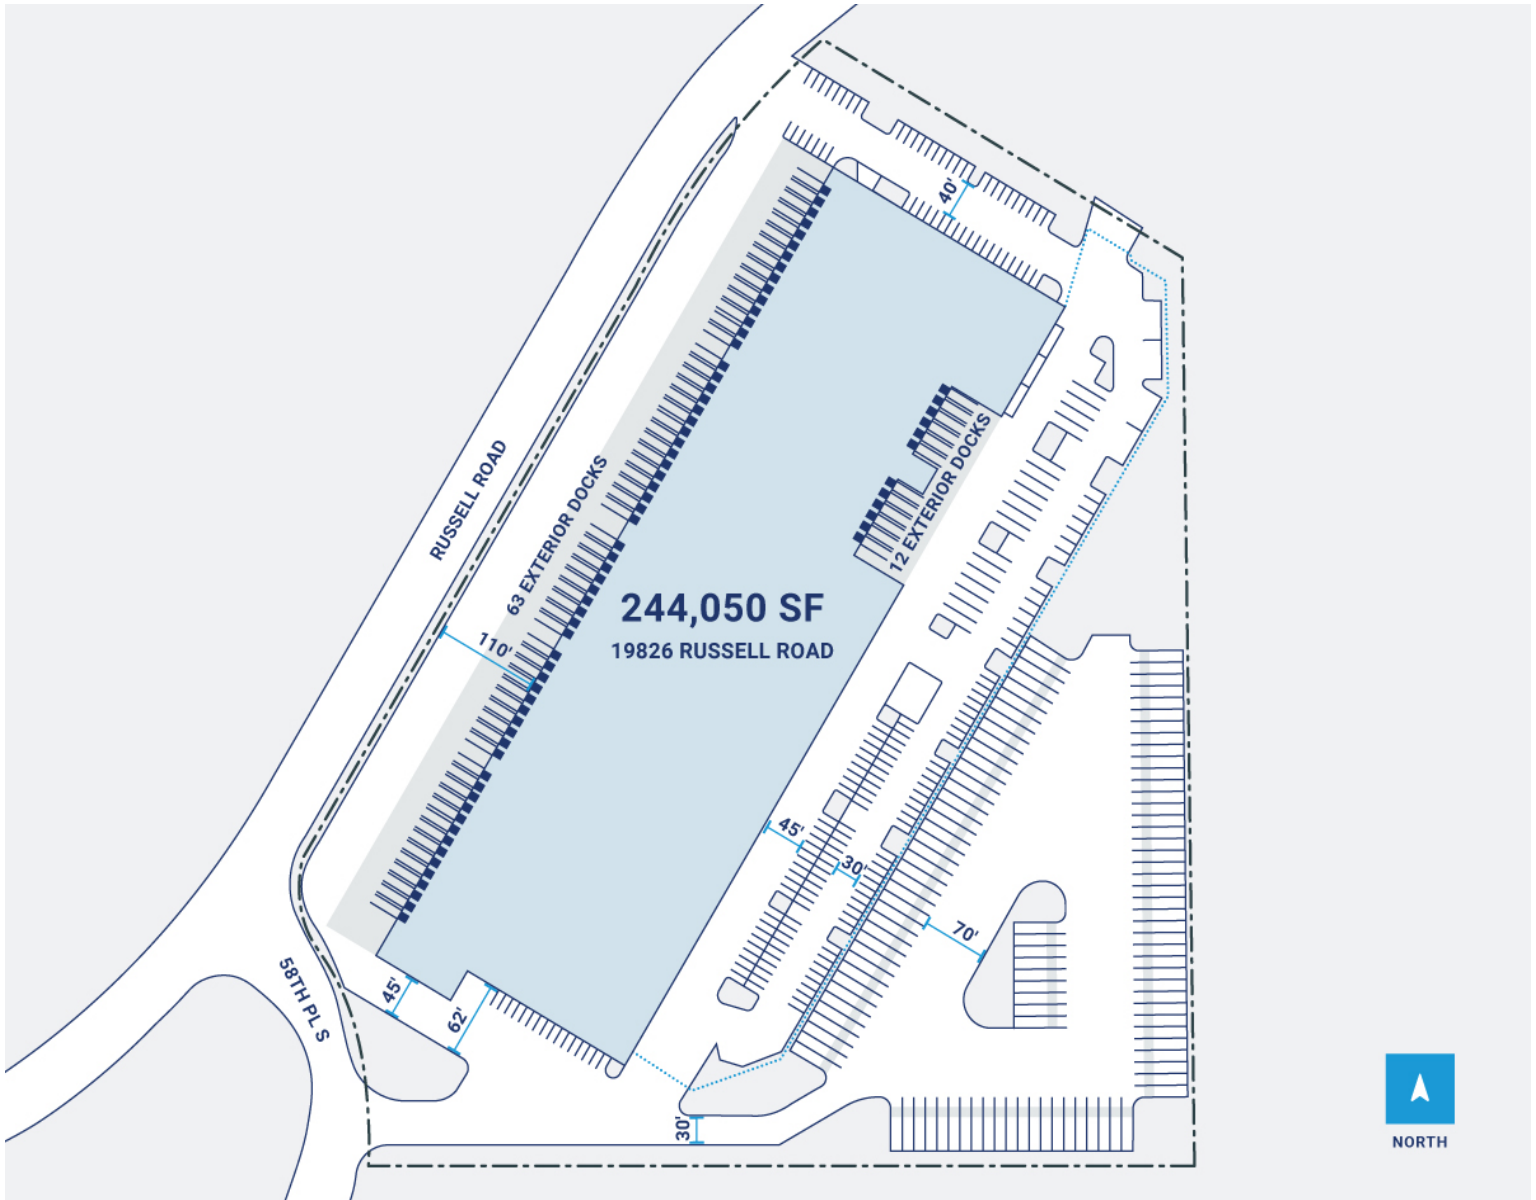 40'
RUSSELL ROAD
63 EXTERIOR DOCKS
12 EXTERIOR DOCKS
244,050 SF
19826 RUSSELL ROAD
110'
45'
30'
70'
58TH PL S
45'
62'
30'
NORTH